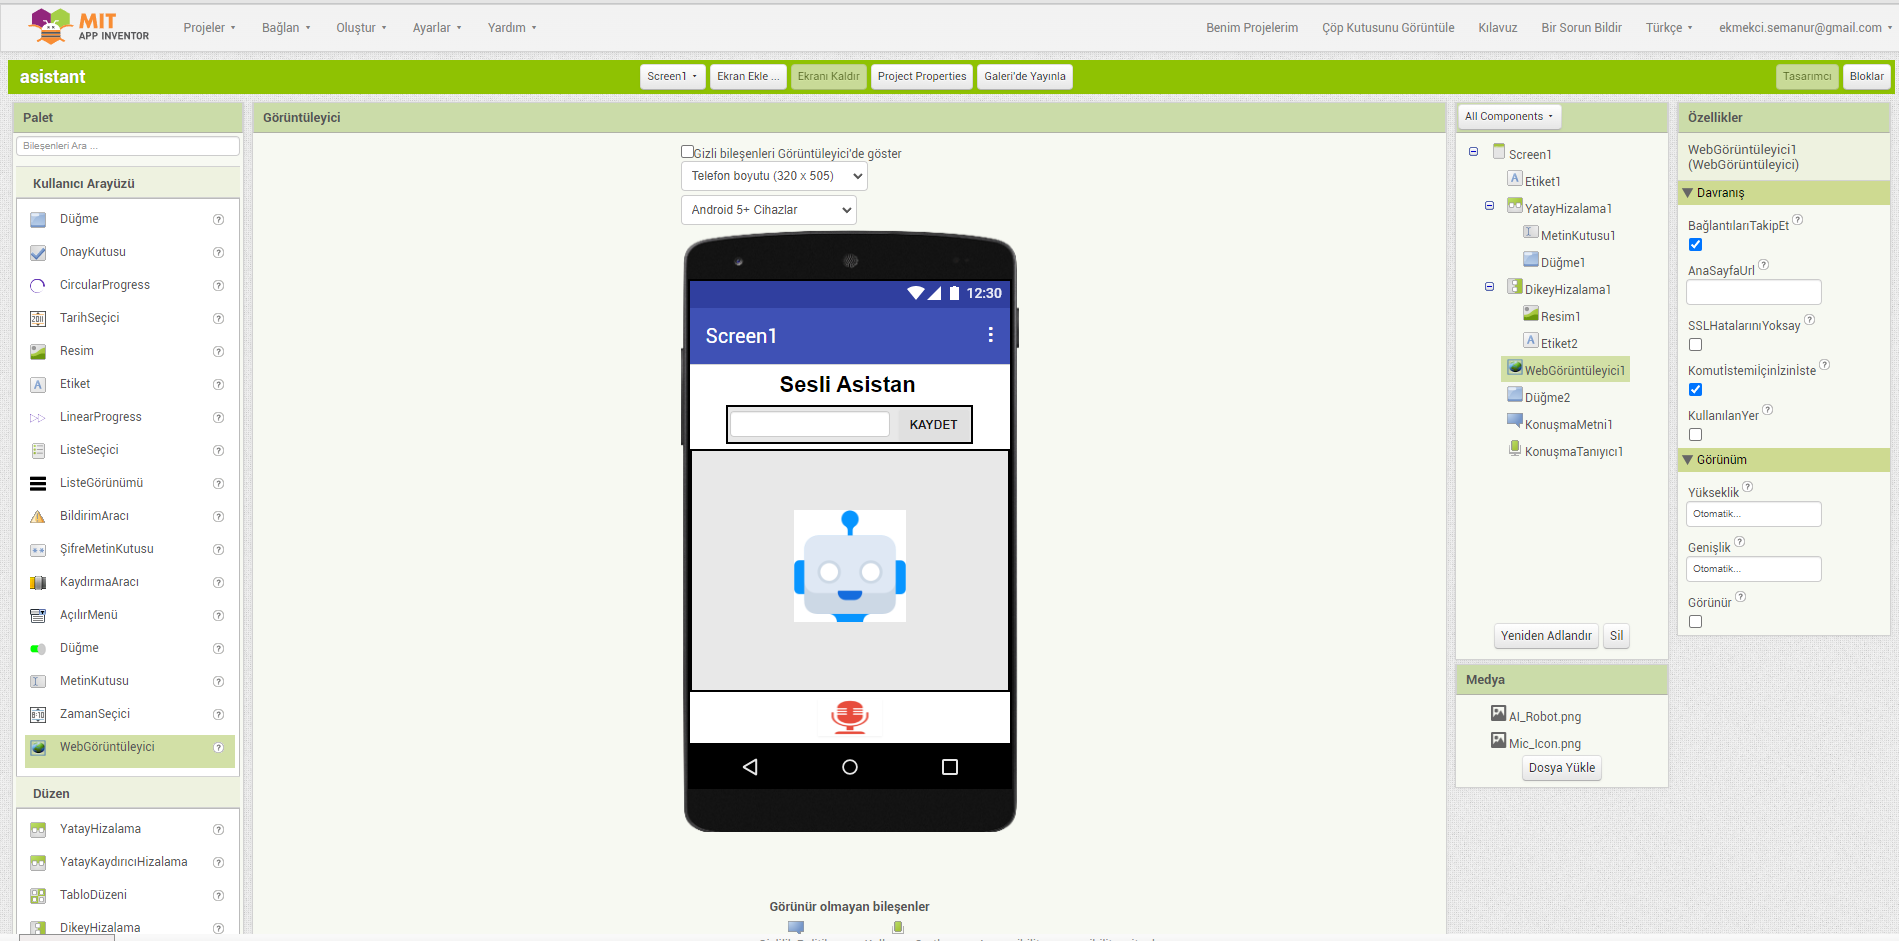 MIT
APP INVENTOR
Projeler
Bağlan
Oluştur
Ayarlar
Yardım
Benim Projelerim
Çöp Kutusunu Görüntüle
Kılavuz
Bir Sorun Bildir
Türkçe
ekmekci.semanur@gmail.com
asistant
Screen1
Ekran Ekle ...
Ekranı Kaldır
Project Properties
Galeri'de Yayınla
Tasarımcı
Bloklar
Palet
Bileşenleri Ara ...
Kullanıcı Arayüzü
Düğme
OnayKutusu
CircularProgress
TarihSeçici
Resim
Etiket
LinearProgress
ListeSeçici
ListeGörünümü
BildirimAracı
ŞifreMetinKutusu
KaydırmaAracı
AçılırMenü
Düğme
MetinKutusu
ZamanSeçici
WebGörüntüleyici
Düzen
YatayHizalama
YatayKaydırıcıHizalama
TabloDüzeni
DikeyHizalama
Görüntüleyici
Gizli bileşenleri Görüntüleyici'de göster
Telefon boyutu (320 x 505)
Android 5+ Cihazlar
12:30
Screen1
Sesli Asistan
KAYDET
Görünür olmayan bileşenler
All Components
Screen1
Etiket1
YatayHizalama1
MetinKutusu1
Düğme1
DikeyHizalama1
Resim1
Etiket2
WebGörüntüleyici1
Düğme2
KonuşmaMetni1
KonuşmaTanıyıcı1
Yeniden Adlandır
Sil
Medya
AI_Robot.png
Mic_Icon.png
Dosya Yükle
Özellikler
WebGörüntüleyici1
(WebGörüntüleyici)
Davranış
BağlantılarıTakipEt
AnaSayfaUrl
SSLHatalarınıYoksay
KomutİstemiİçinİzinIste
KullanılanYer
Görünüm
Yükseklik
Otomatik...
Genişlik
Otomatik...
Görünür